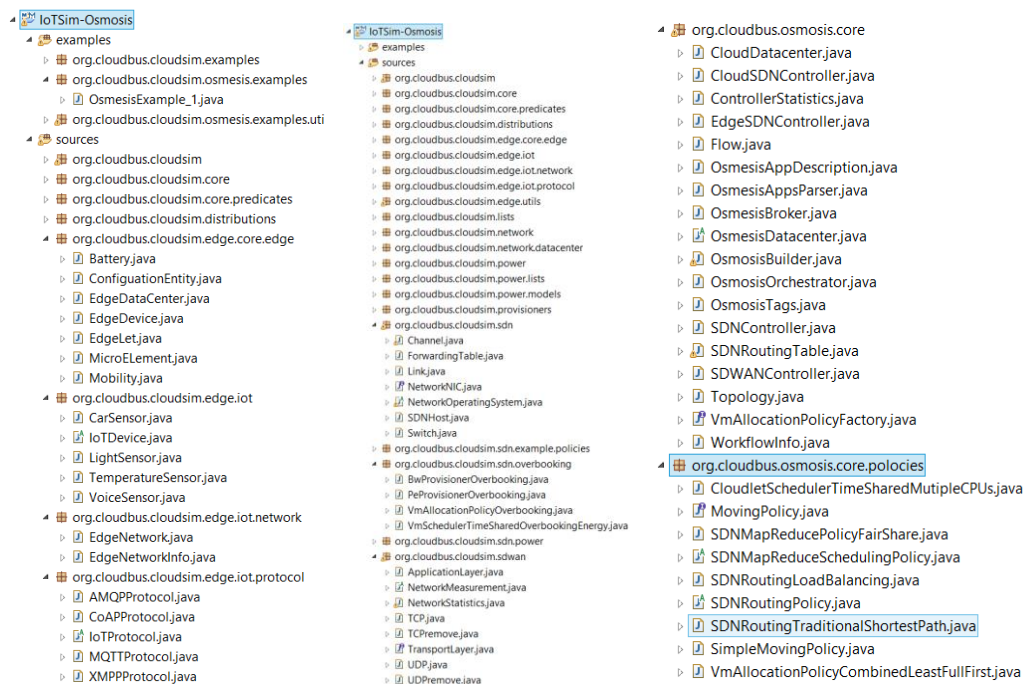 IoTSim-Osmosis
examples
org.cloudbus.cloudsim.examples
org.cloudbus.cloudsim.osmesis.examples
OsmesisExample_1.java
org.cloudbus.cloudsim.osmesis.examples.uti
sources
org.cloudbus.cloudsim
org.cloudbus.cloudsim.core
org.cloudbus.cloudsim.core.predicates
org.cloudbus.cloudsim.distributions
org.cloudbus.cloudsim.edge.core.edge
Battery.java
ConfiguationEntity.java
EdgeDataCenter.java
EdgeDevice.java
EdgeLet.java
MicroELement.java
Mobility.java
org.cloudbus.cloudsim.edge.iot
CarSensor.java
IoTDevice.java
LightSensor.java
TemperatureSensor.java
VoiceSensor.java
org.cloudbus.cloudsim.edge.iot.network
EdgeNetwork.java
EdgeNetworkInfo.java
org.cloudbus.cloudsim.edge.iot.protocol
AMQPProtocol.java
CoAPProtocol.java
IoTProtocol.java
MQTTProtocol.java
XMPPProtocol.java
IoTSim-Osmosis
examples
sources
org.cloudbus.cloudsim
org.cloudbus.cloudsim.core
org.cloudbus.cloudsim.core.predicates
org.cloudbus.cloudsim.distributions
org.cloudbus.cloudsim.edge.core.edge
org.cloudbus.cloudsim.edge.iot
org.cloudbus.cloudsim.edge.iot.network
org.cloudbus.cloudsim.edge.iot.protocol
org.cloudbus.cloudsim.edge.utils
org.cloudbus.cloudsim.lists
org.cloudbus.cloudsim.network
org.cloudbus.cloudsim.network.datacenter
org.cloudbus.cloudsim.power
org.cloudbus.cloudsim.power.lists
org.cloudbus.cloudsim.power.models
org.cloudbus.cloudsim.provisioners
org.cloudbus.cloudsim.sdn
Channel.java
ForwardingTable.java
Link.java
NetworkNIC.java
NetworkOperatingSystem.java
SDNHost.java
Switch.java
org.cloudbus.cloudsim.sdn.example.policies
org.cloudbus.cloudsim.sdn.overbooking
BwProvisionerOverbooking.java
PeProvisionerOverbooking.java
VmAllocationPolicyOverbooking.java
VmSchedulerTimeSharedOverbookingEnergy.java
org.cloudbus.cloudsim.sdn.power
org.cloudbus.cloudsim.sdwan
ApplicationLayer.java
NetworkMeasurement.java
NetworkStatistics.java
TCP.java
TCPremove.java
TransportLayer.java
UDP.java
UDPremove.java
org.cloudbus.osmosis.core
CloudDatacenter.java
CloudSDNController.java
ControllerStatistics.java
EdgeSDNController.java
Flow.java
OsmesisAppDescription.java
OsmesisAppsParser.java
OsmesisBroker.java
OsmesisDatacenter.java
OsmosisBuilder.java
OsmosisOrchestrator.java
OsmosisTags.java
SDNController.java
SDNRoutingTable.java
SDWANController.java
Topology.java
VmAllocationPolicyFactory.java
WorkflowInfo.java
org.cloudbus.osmosis.core.polocies
CloudletSchedulerTimeSharedMutipleCPUs.java
MovingPolicy.java
SDNMapReducePolicyFairShare.java
SDNMapReduceSchedulingPolicy.java
SDNRoutingLoadBalancing.java
SDNRoutingPolicy.java
SDNRoutingTraditionalShortestPath.java
SimpleMovingPolicy.java
VmAllocationPolicyCombinedLeastFullFirst.java